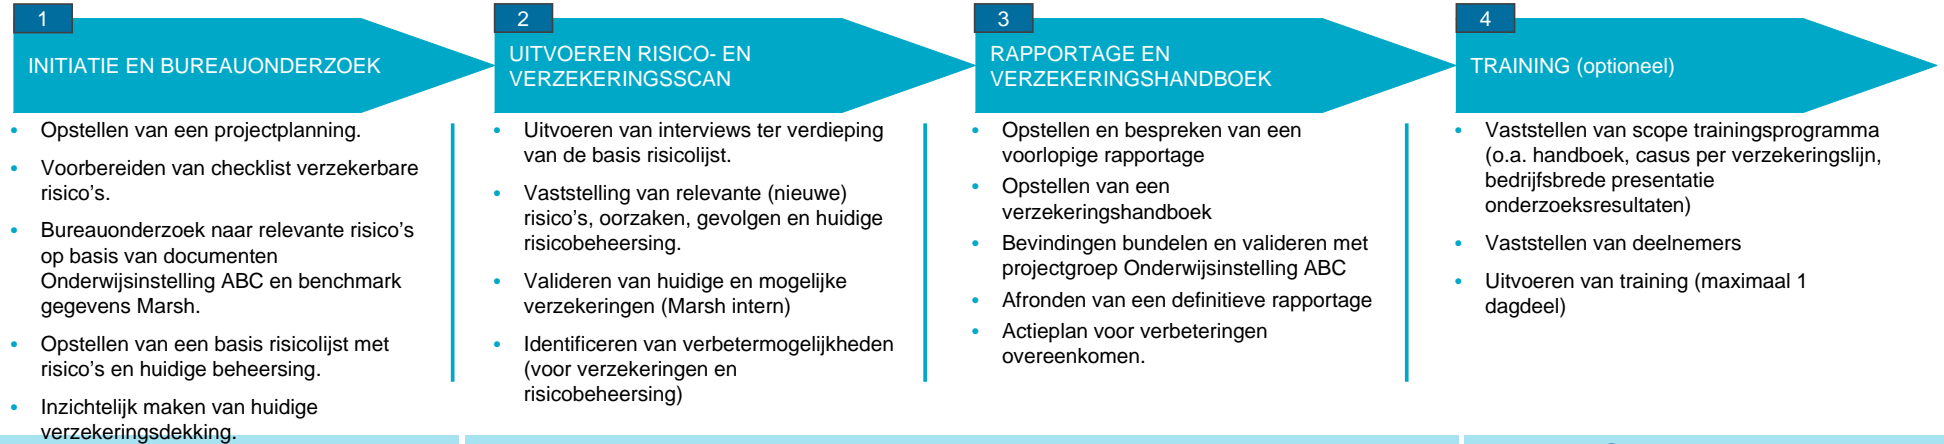 1
INITIATIE EN BUREAUONDERZOEK
• Opstellen van een projectplanning.
• Voorbereiden van checklist verzekerbare
risico's.
• Bureauonderzoek naar relevante risico's
op basis van documenten
Onderwijsinstelling ABC en benchmark
gegevens Marsh.
• Opstellen van een basis risicolijst met
risico's en huidige beheersing.
• Inzichtelijk maken van huidige
verzekeringsdekking.
2
UITVOEREN RISICO- EN
VERZEKERINGSSCAN
• Uitvoeren van interviews ter verdieping
van de basis risicolijst.
• Vaststelling van relevante (nieuwe)
risico's, oorzaken, gevolgen en huidige
risicobeheersing.
• Valideren van huidige en mogelijke
verzekeringen (Marsh intern)
• Identificeren van verbetermogelijkheden
(voor verzekeringen en
risicobeheersing)
3
RAPPORTAGE EN
VERZEKERINGSHANDBOEK
• Opstellen en bespreken van een
voorlopige rapportage
• Opstellen van een
verzekeringshandboek
• Bevindingen bundelen en valideren met
projectgroep Onderwijsinstelling ABC
• Afronden van een definitieve rapportage
• Actieplan voor verbeteringen
overeenkomen.
4
TRAINING (optioneel)
• Vaststellen van scope trainingsprogramma
(o.a. handboek, casus per verzekeringslijn,
bedrijfsbrede presentatie
onderzoeksresultaten)
• Vaststellen van deelnemers
• Uitvoeren van training (maximaal 1
dagdeel)